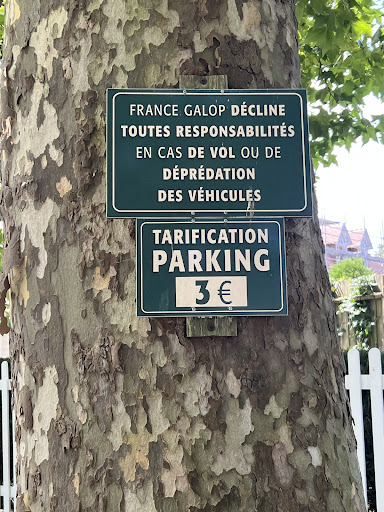 FRANCE GALOP DÉCLINE
TOUTES RESPONSABILITÉS
EN CAS DE VOL OU DE
DÉPRÉDATION
DES VÉHICULES
TARIFICATION
PARKING
3 €